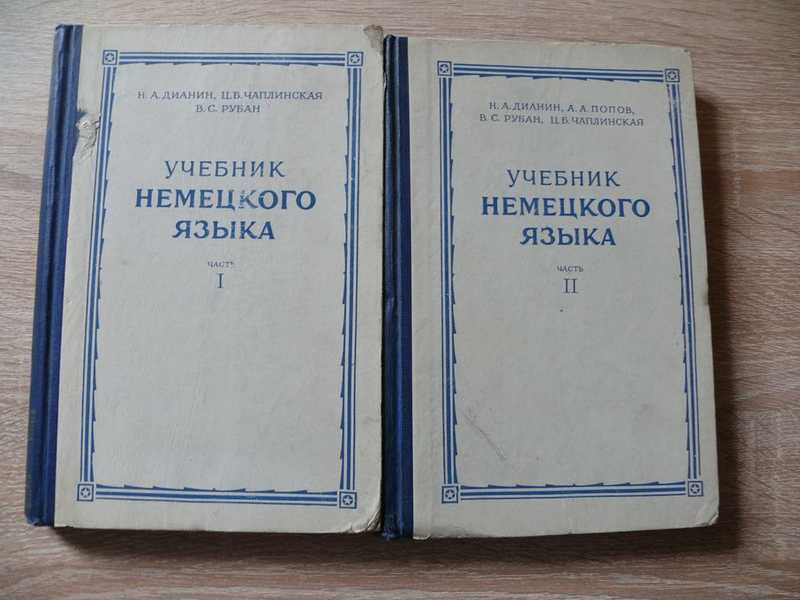 Н. А. ДИАНИН, Ц. Б. ЧАПЛИНСКАЯ
В. С. РУБАН
УЧЕБНИК
НЕМЕЦКОГО
ЯЗЫКА
ЧАСТЬ
I
Н. А. ДИАНИН, А. А. ПОПОВ,
В. С. РУБАН, Ц. Б. ЧАПЛИНСКАЯ
УЧЕБНИК
НЕМЕЦКОГО
ЯЗЫКА
ЧАСТЬ
II